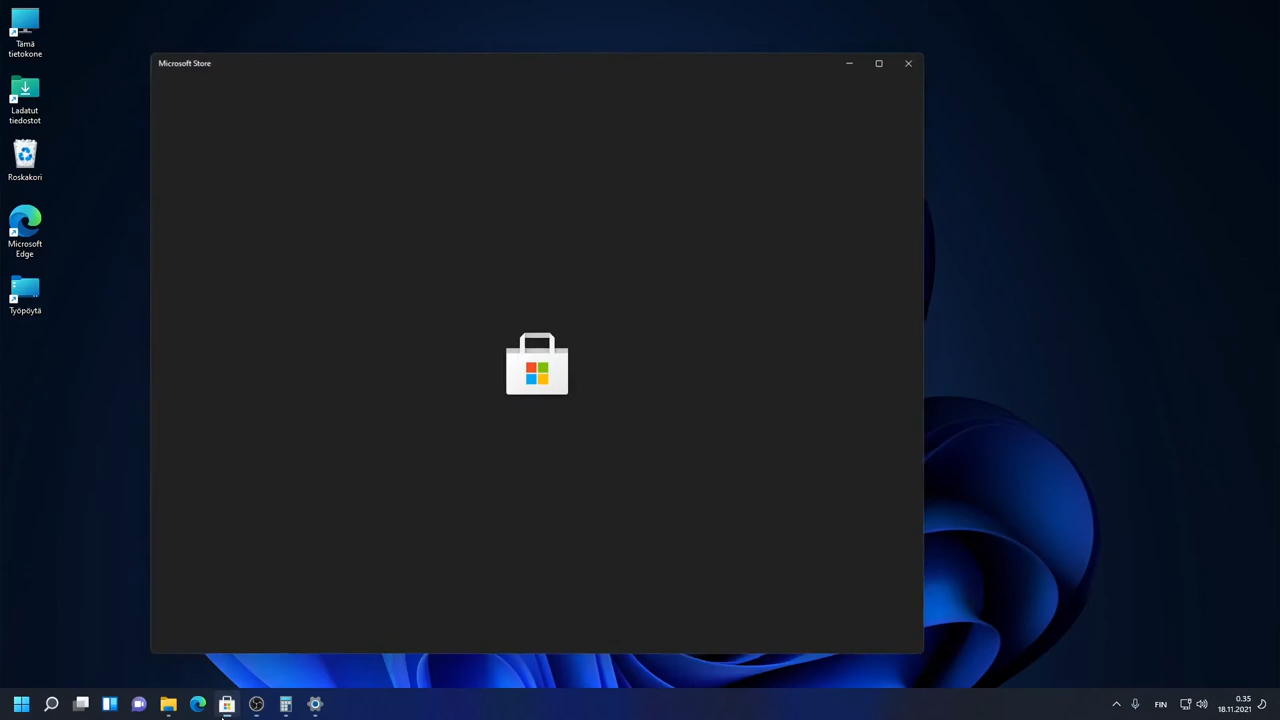 Tämä
tietokone
Ladatut
tiedostot
Roskakori
Microsoft
Edge
Työpöytä
Microsoft Store
FIN
0.35
18.11.2021